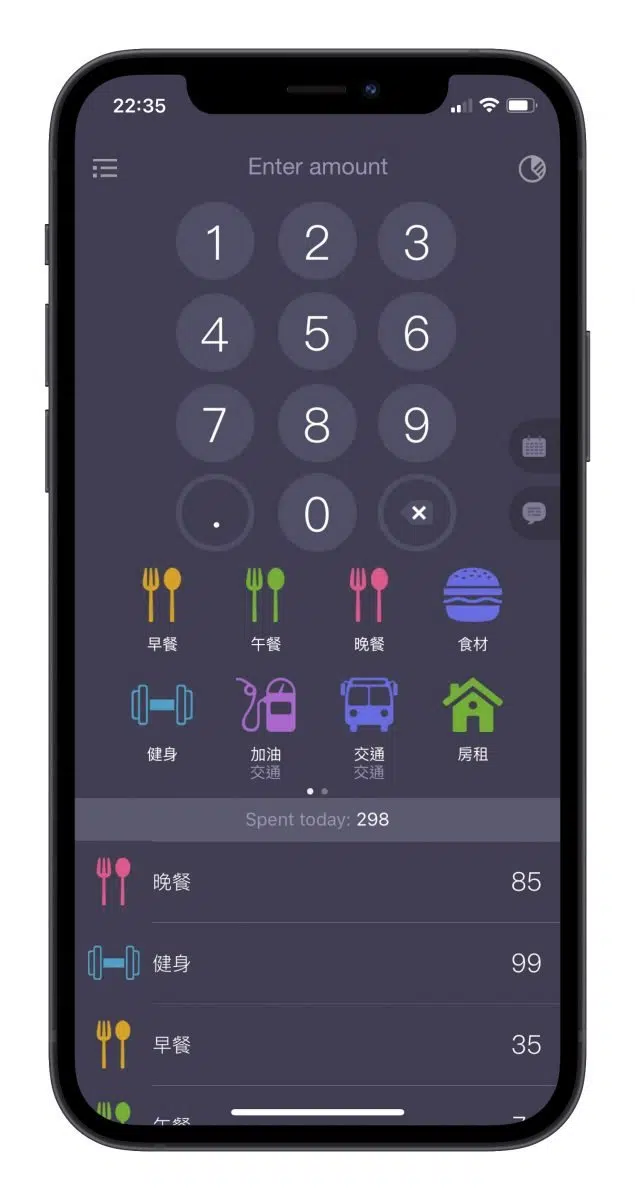 22:35
Enter amount
1 2 3
4 5 6
7 8 9
. 0
早餐 午餐 晚餐 食材
健身 加油 交通 房租
交通 交通
Spent today: 298
晚餐 85
健身 99
早餐 35
午餐